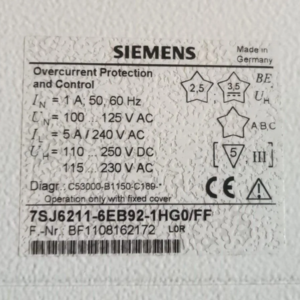 SIEMENS
Made in
Germany
Overcurrent Protection
and Control
IN = 1 A, 50, 60 Hz
UN = 100 ... 125 V AC
IL = 5 A / 240 V AC
UH = 110 ... 250 V DC
115 ... 230 V AC
2,5
3,5
BE
UH
A B C
5
III
Diagr.: C53000-B1150-C189-*
Operation only with fixed cover
7SJ6211-6EB92-1HG0/FF
F.-Nr.: BF1108162172 LOR